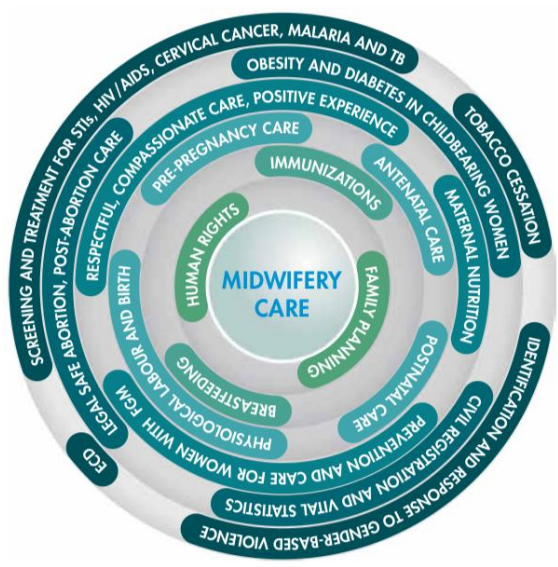 SCREENING AND TREATMENT FOR STIs, HIV/AIDS, CERVICAL CANCER, MALARIA AND TB
TOBACCO CESSATION
IDENTIFICATION AND RESPONSE TO GENDER-BASED VIOLENCE
ECD
LEGAL SAFE ABORTION, POST-ABORTION CARE
OBESITY AND DIABETES IN CHILDBEARING WOMEN
CIVIL REGISTRATION AND VITAL STATISTICS
RESPECTFUL, COMPASSIONATE CARE, POSITIVE EXPERIENCE
MATERNAL NUTRITION
PREVENTION AND CARE FOR WOMEN WITH FGM
PRE-PREGNANCY CARE
ANTENATAL CARE
POSTNATAL CARE
PHYSIOLOGICAL LABOUR AND BIRTH
IMMUNIZATIONS
FAMILY PLANNING
BREASTFEEDING
HUMAN RIGHTS
MIDWIFERY
CARE